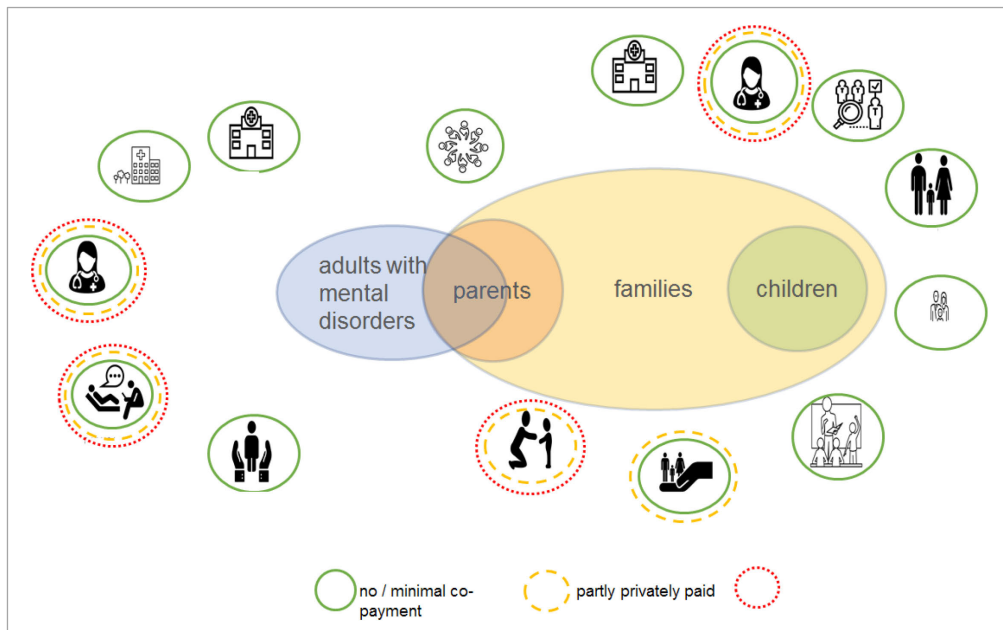 adults with
mental
disorders
parents
families
children
no / minimal co-
payment
partly privately paid